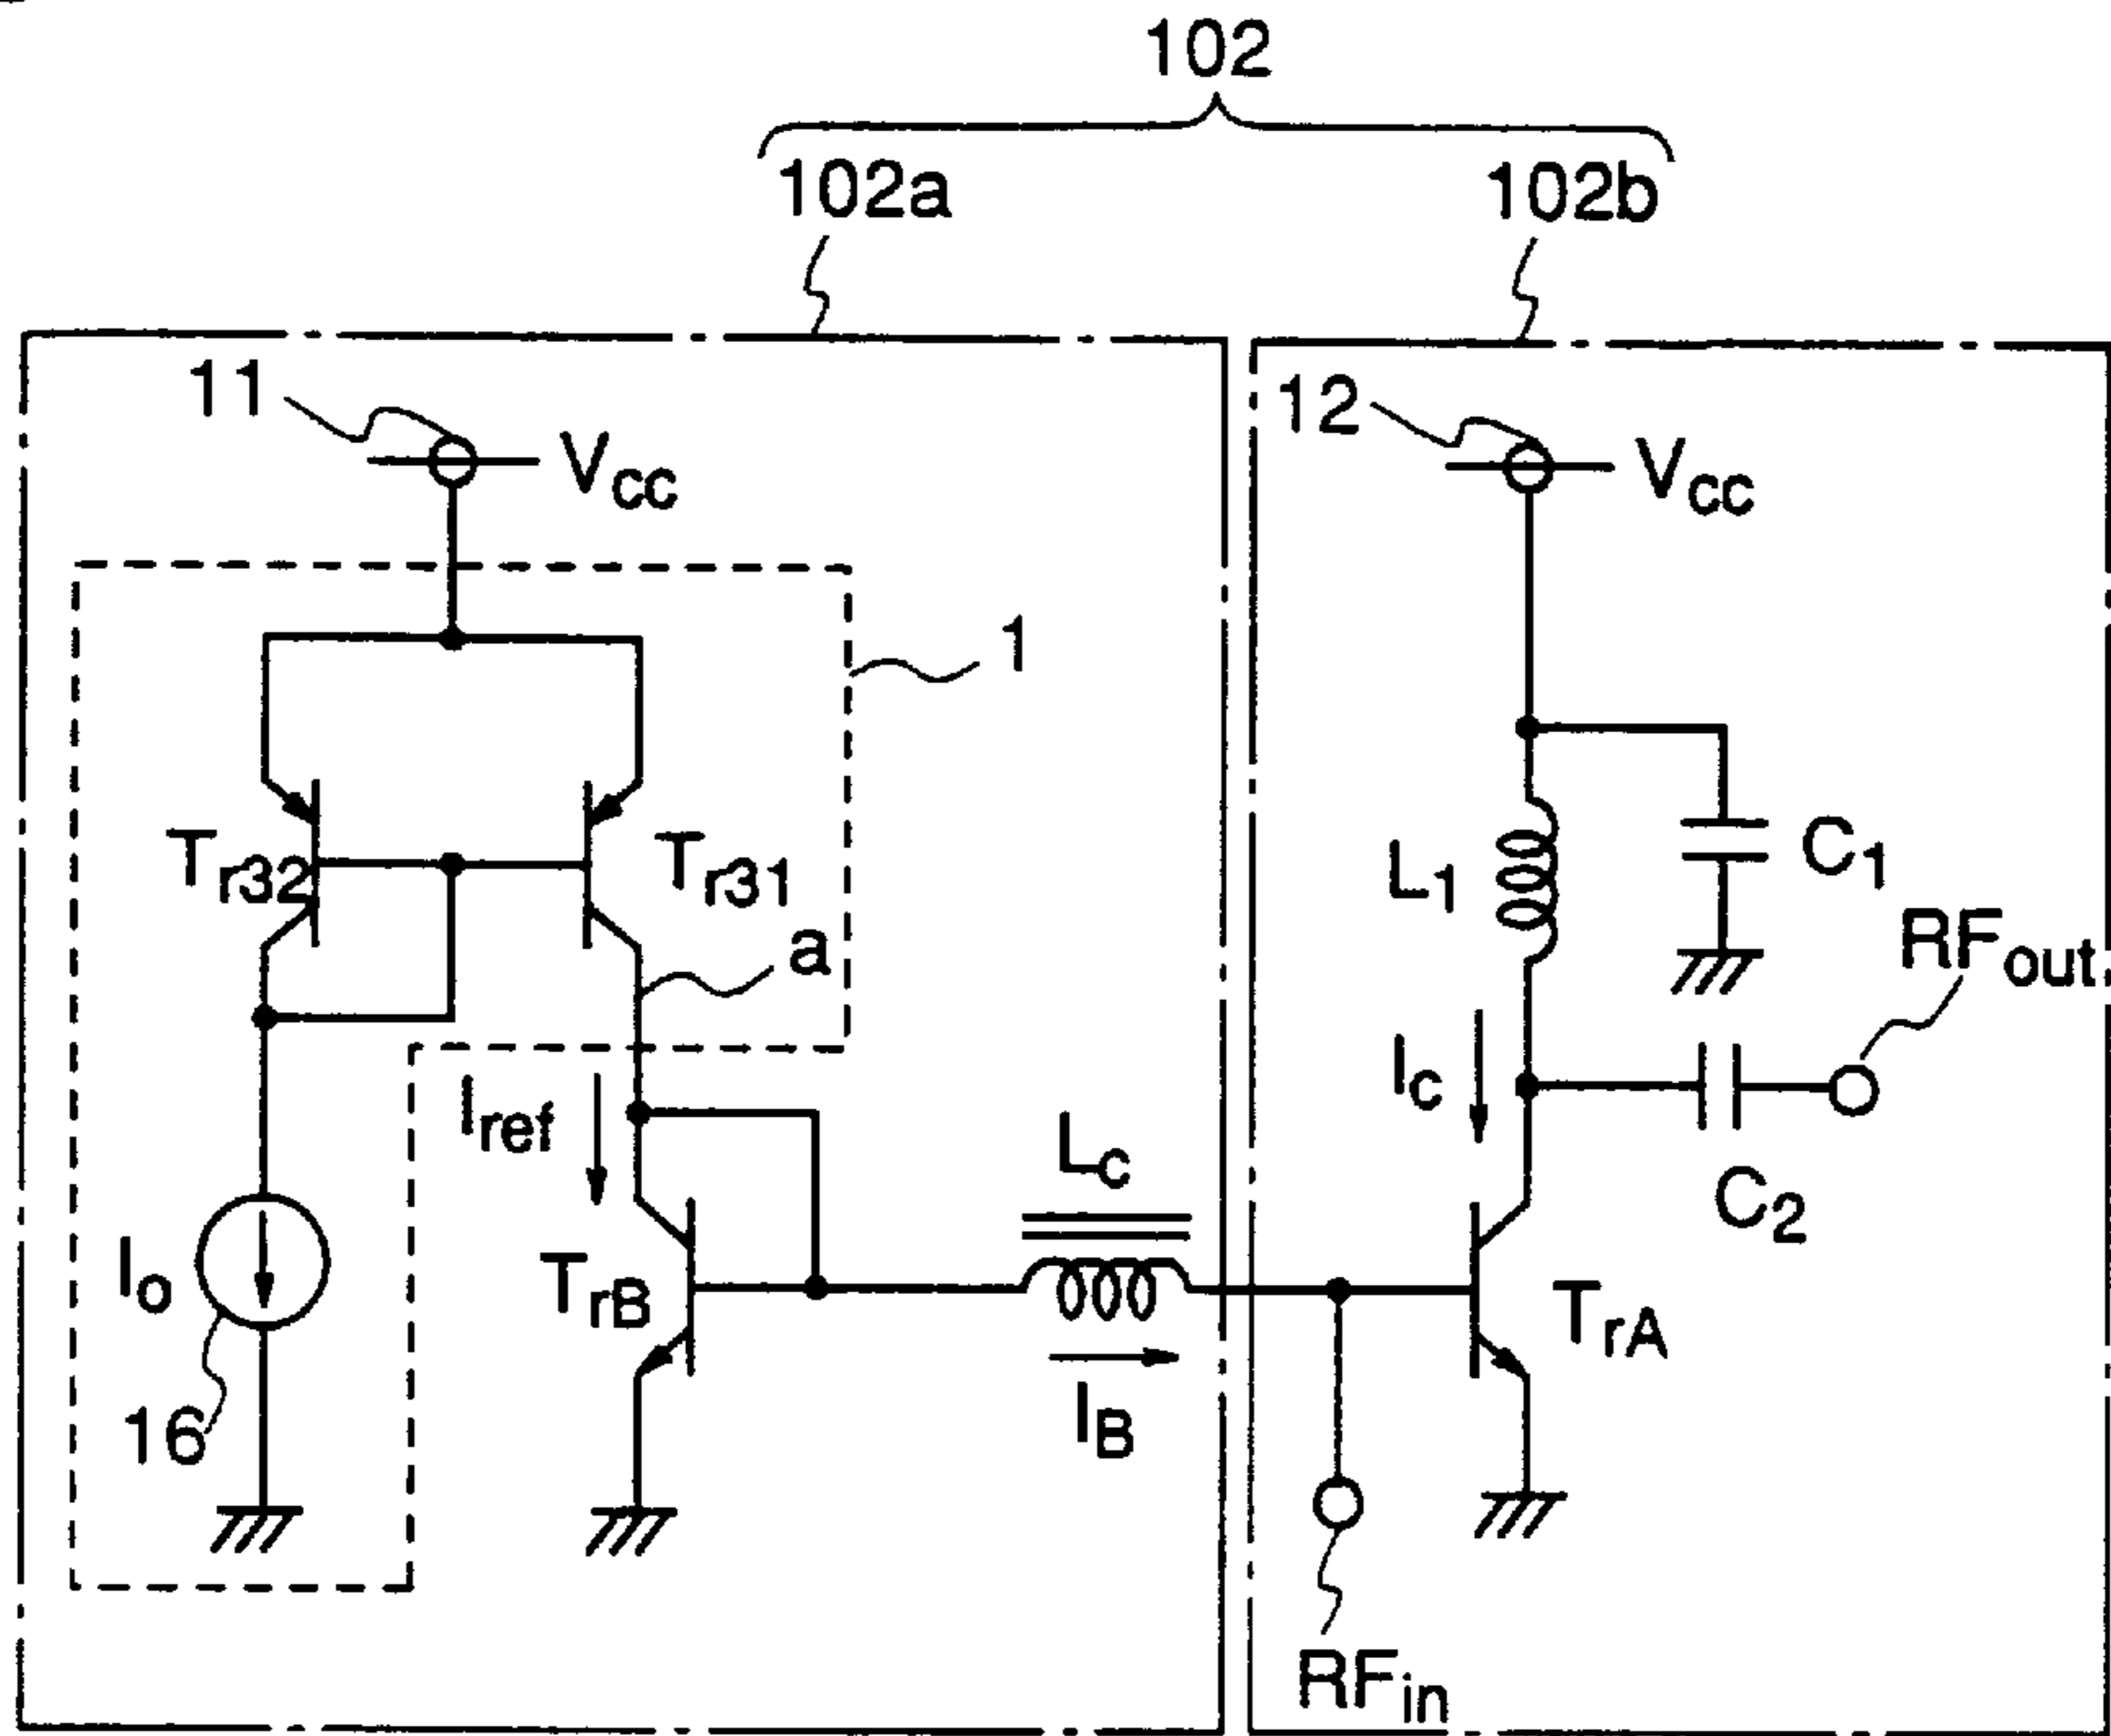 102
102a
102b
11
Vcc
12
Vcc
1
Tr32
Tr31
L1
C1
a
RFout
Iref
Ic
Lc
C2
Io
TrB
TrA
16
IB
RFin